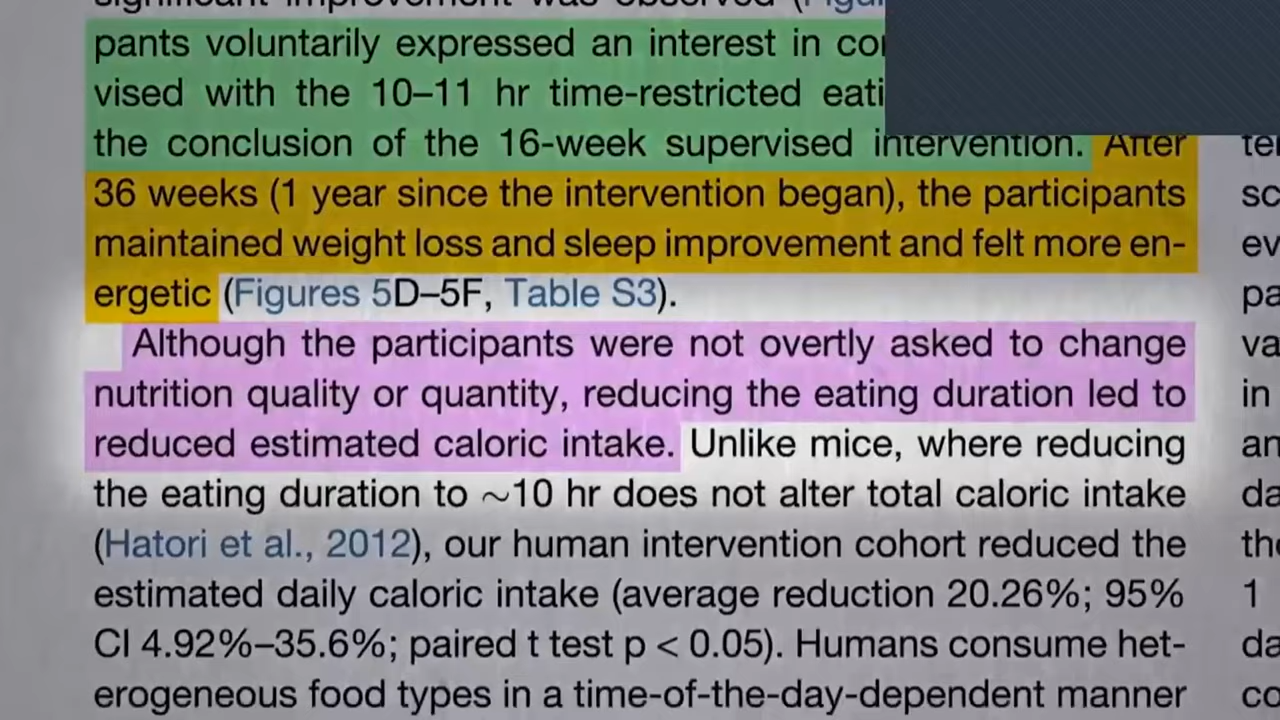 significant improvement was observed
pants voluntarily expressed an interest in
vised with the 10–11 hr time-restricted
the conclusion of the 16-week supervised intervention. After
36 weeks (1 year since the intervention began), the participants
maintained weight loss and sleep improvement and felt more en-
ergetic (Figures 5D–5F, Table S3).
Although the participants were not overtly asked to change
nutrition quality or quantity, reducing the eating duration led to
reduced estimated caloric intake. Unlike mice, where reducing
the eating duration to ~10 hr does not alter total caloric intake
(Hatori et al., 2012), our human intervention cohort reduced the
estimated daily caloric intake (average reduction 20.26%; 95%
CI 4.92%–35.6%; paired t test p < 0.05). Humans consume het-
erogeneous food types in a time-of-the-day-dependent manner
in
1